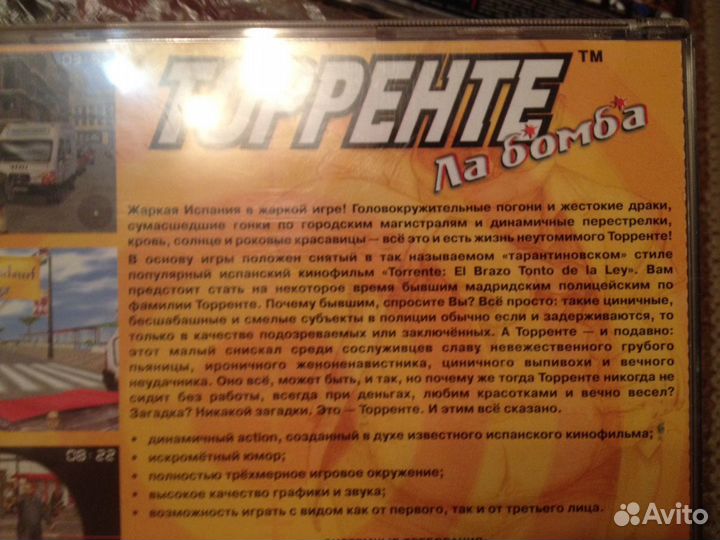 ТОРРЕНТЕ™
Ла бомба
Жаркая Испания в жаркой игре! Головокружительные погони и жестокие драки,
сумасшедшие гонки по городским магистралям и динамичные перестрелки,
кровь, солнце и роковые красавицы — всё это и есть жизнь неутомимого Торренте!
В основу игры положен снятый в так называемом «тарантиновском» стиле
популярный испанский кинофильм «Torrente: El Brazo Tonto de la Ley». Вам
предстоит стать на некоторое время бывшим мадридским полицейским по
фамилии Торренте. Почему бывшим, спросите Вы? Всё просто: такие циничные,
бесшабашные и смелые субъекты в полиции обычно если и задерживаются, то
только в качестве подозреваемых или заключённых. А Торренте — и подавно:
этот малый снискал среди сослуживцев славу невежественного грубого
пьяницы, ироничного женоненавистника, циничного выпивохи и вечного
неудачника. Оно всё, может быть, и так, но почему же тогда Торренте никогда не
сидит без работы, всегда при деньгах, любим красотками и вечно весел?
Загадка? Никакой загадки. Это — Торренте. И этим всё сказано.
• динамичный action, созданный в духе известного испанского кинофильма;
• искромётный юмор;
• полностью трёхмерное игровое окружение;
• высокое качество графики и звука;
• возможность играть с видом как от первого, так и от третьего лица.
08:22
Avito